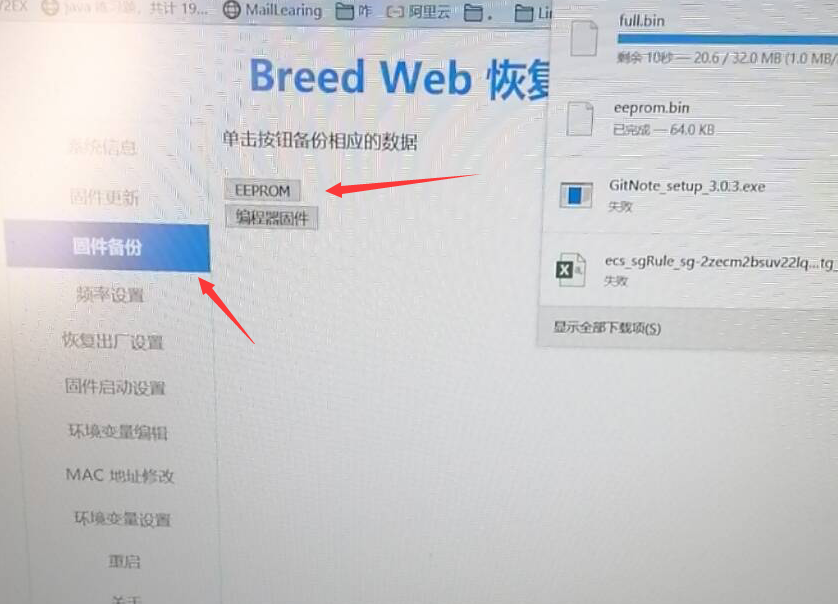 java 练习题，共计 19...
MailLearing
昨
阿里云
.
Breed Web 恢复
单击按钮备份相应的数据
EEPROM
编程器固件
系统信息
固件更新
固件备份
频率设置
恢复出厂设置
固件启动设置
环境变量编辑
MAC 地址修改
环境变量设置
重启
关于
full.bin
剩余 10秒 — 20.6 / 32.0 MB (1.0 MB/
eeprom.bin
已完成 — 64.0 KB
GitNote_setup_3.0.3.exe
失败
ecs_sgRule_sg-2zecm2bsuv22lq...tg_
失败
显示全部下载项(S)